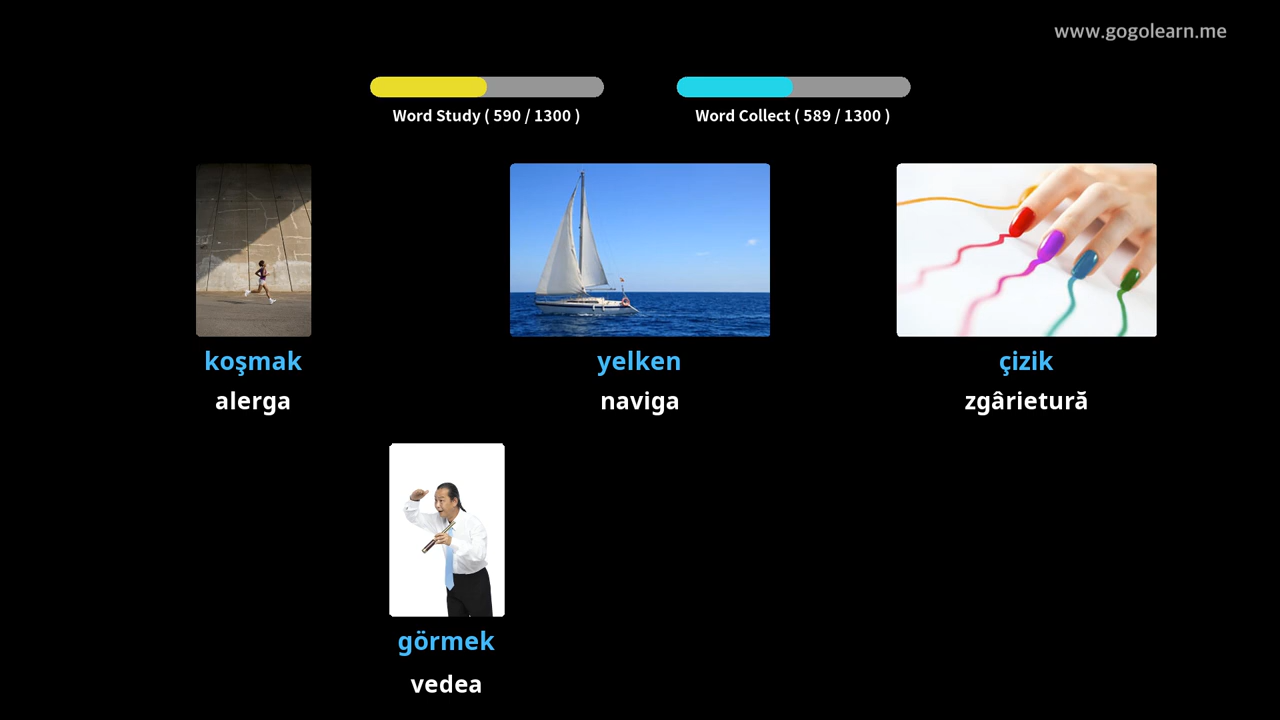 www.gogolearn.me
Word Study ( 590 / 1300 )
Word Collect ( 589 / 1300 )
koşmak
alerga
yelken
naviga
çizik
zgârietură
görmek
vedea